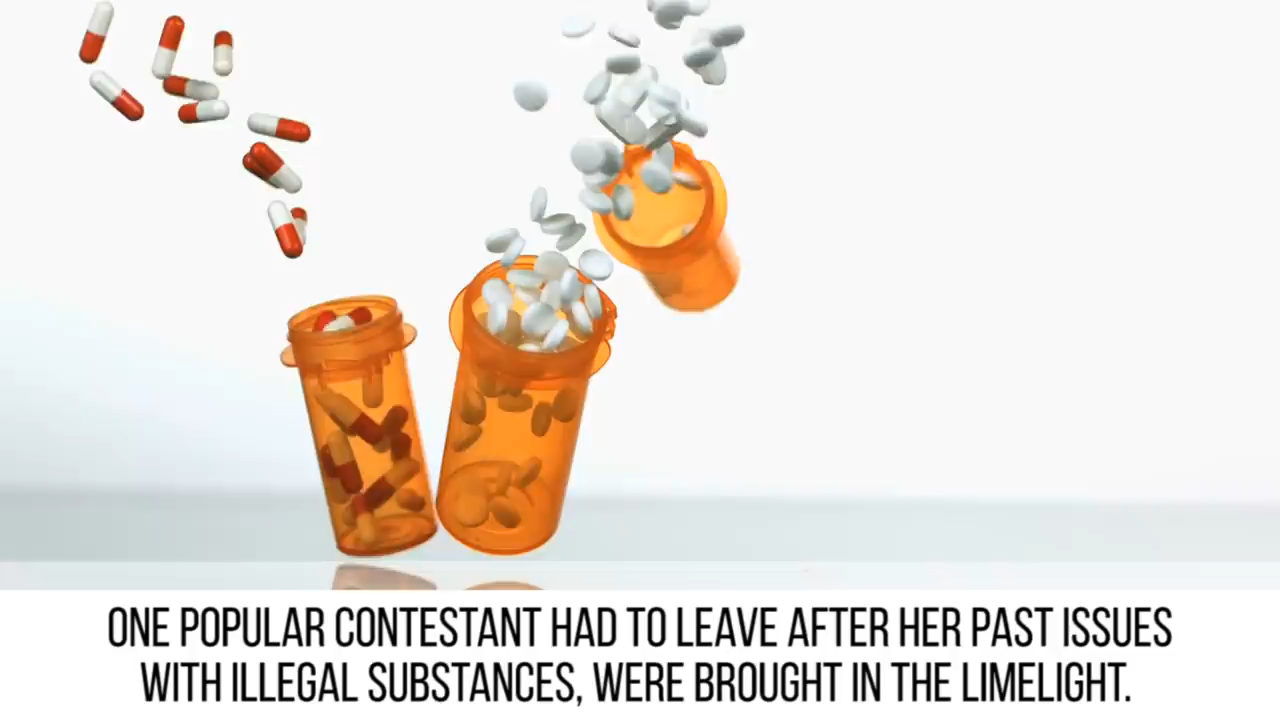 ONE POPULAR CONTESTANT HAD TO LEAVE AFTER HER PAST ISSUES
WITH ILLEGAL SUBSTANCES, WERE BROUGHT IN THE LIMELIGHT.